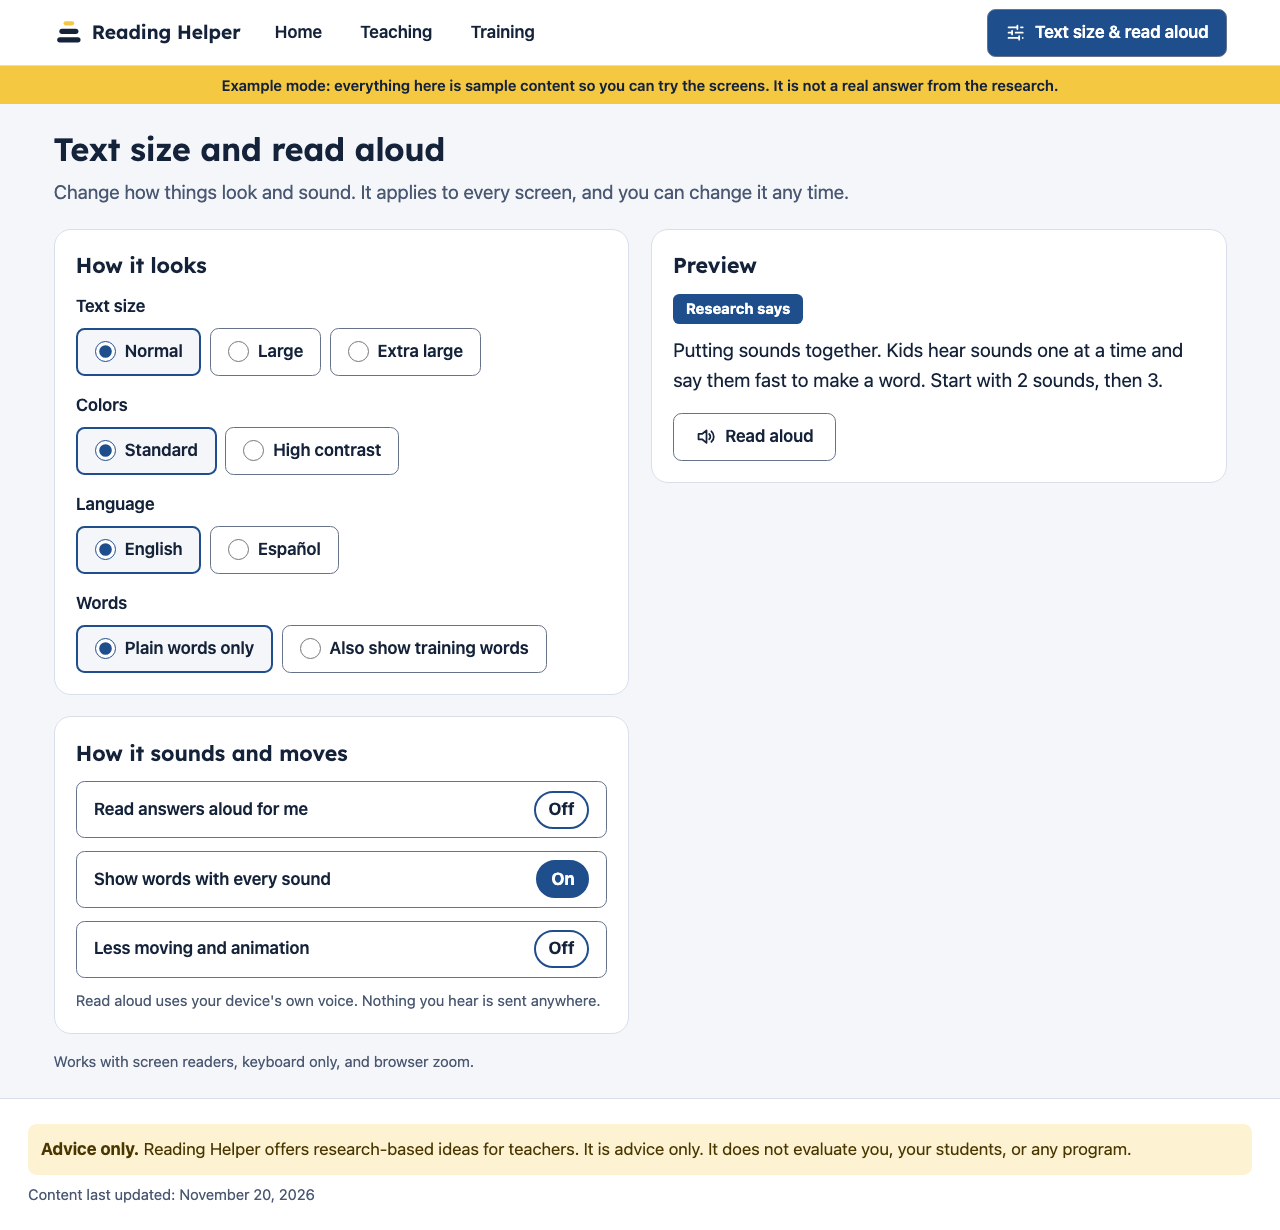 Reading Helper
Home
Teaching
Training
Text size & read aloud
Example mode: everything here is sample content so you can try the screens. It is not a real answer from the research.
Text size and read aloud
Change how things look and sound. It applies to every screen, and you can change it any time.
How it looks
Text size
Normal
Large
Extra large
Colors
Standard
High contrast
Language
English
Español
Words
Plain words only
Also show training words
Preview
Research says
Putting sounds together. Kids hear sounds one at a time and
say them fast to make a word. Start with 2 sounds, then 3.
Read aloud
How it sounds and moves
Read answers aloud for me
Off
Show words with every sound
On
Less moving and animation
Off
Read aloud uses your device's own voice. Nothing you hear is sent anywhere.
Works with screen readers, keyboard only, and browser zoom.
Advice only. Reading Helper offers research-based ideas for teachers. It is advice only. It does not evaluate you, your students, or any program.
Content last updated: November 20, 2026